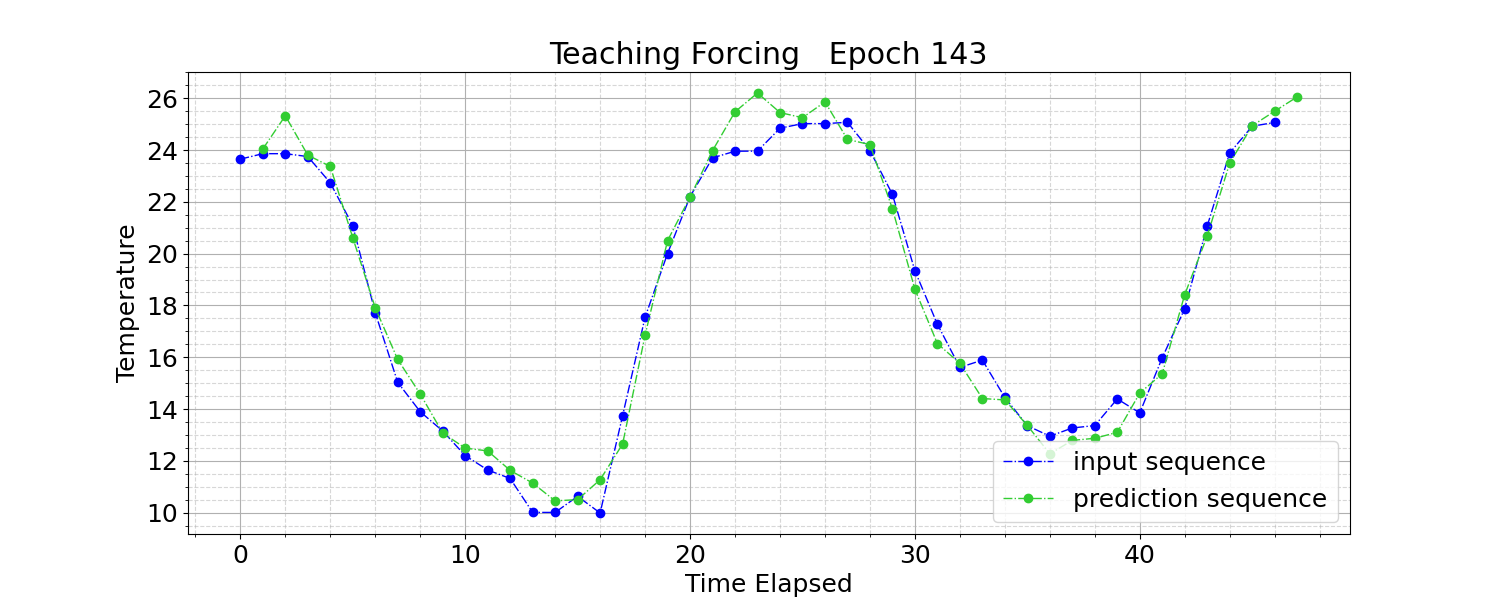 Teaching Forcing   Epoch 143
26
24
22
20
18
16
14
12
10
Temperature
input sequence
prediction sequence
0 10 20 30 40
Time Elapsed